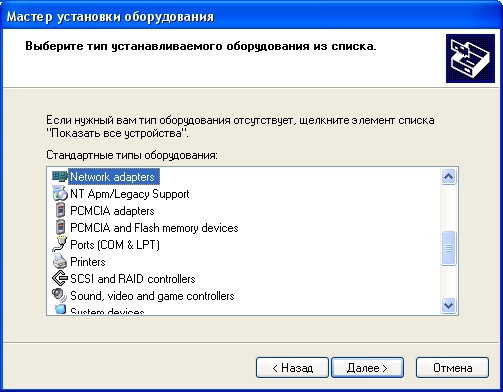 Мастер установки оборудования
Выберите тип устанавливаемого оборудования из списка.
Если нужный вам тип оборудования отсутствует, щелкните элемент списка
"Показать все устройства".
Стандартные типы оборудования:
Network adapters
NT Apm/Legacy Support
PCMCIA adapters
PCMCIA and Flash memory devices
Ports (COM & LPT)
Printers
SCSI and RAID controllers
Sound, video and game controllers
System devices
< Назад
Далее >
Отмена